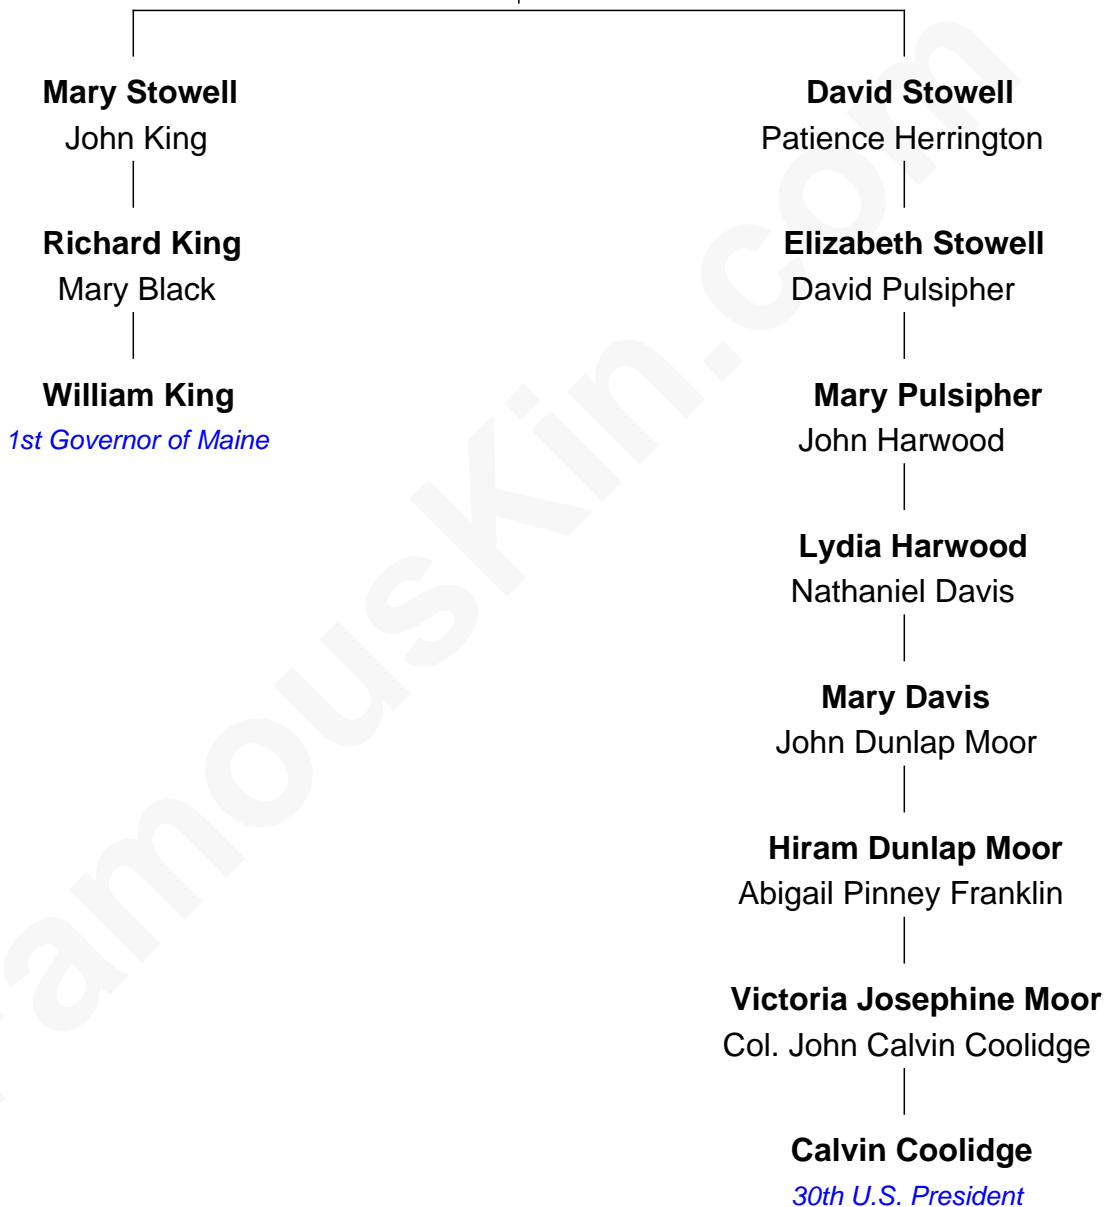 Mary Stowell
John King
Richard King
Mary Black
William King
1st Governor of Maine
David Stowell
Patience Herrington
Elizabeth Stowell
David Pulsipher
Mary Pulsipher
John Harwood
Lydia Harwood
Nathaniel Davis
Mary Davis
John Dunlap Moor
Hiram Dunlap Moor
Abigail Pinney Franklin
Victoria Josephine Moor
Col. John Calvin Coolidge
Calvin Coolidge
30th U.S. President
FamousKin.com